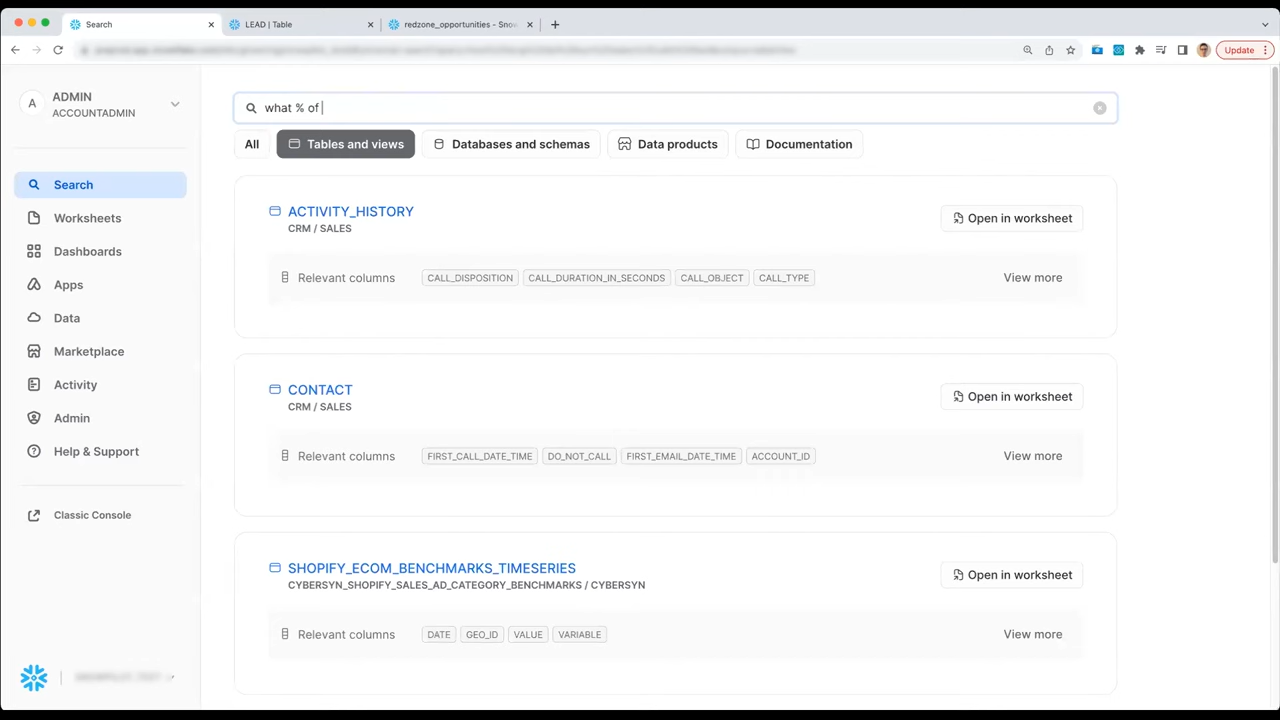 Search
LEAD | Table
redzone_opportunities - Snow
Update
A
ADMIN
ACCOUNTADMIN
Search
Worksheets
Dashboards
Apps
Data
Marketplace
Activity
Admin
Help & Support
Classic Console
what % of
All
Tables and views
Databases and schemas
Data products
Documentation
ACTIVITY_HISTORY
CRM / SALES
Open in worksheet
Relevant columns
CALL_DISPOSITION
CALL_DURATION_IN_SECONDS
CALL_OBJECT
CALL_TYPE
View more
CONTACT
CRM / SALES
Open in worksheet
Relevant columns
FIRST_CALL_DATE_TIME
DO_NOT_CALL
FIRST_EMAIL_DATE_TIME
ACCOUNT_ID
View more
SHOPIFY_ECOM_BENCHMARKS_TIMESERIES
CYBERSYN_SHOPIFY_SALES_AD_CATEGORY_BENCHMARKS / CYBERSYN
Open in worksheet
Relevant columns
DATE
GEO_ID
VALUE
VARIABLE
View more